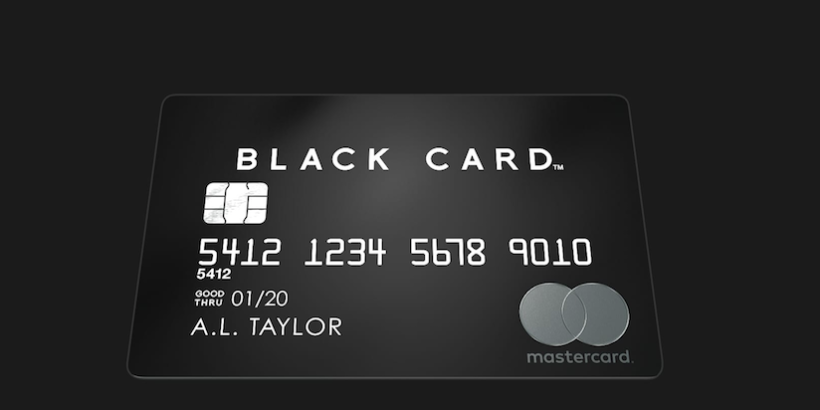 BLACK CARD™
5412 1234 5678 9010
5412
GOOD THRU 01/20
A.L. TAYLOR
mastercard.